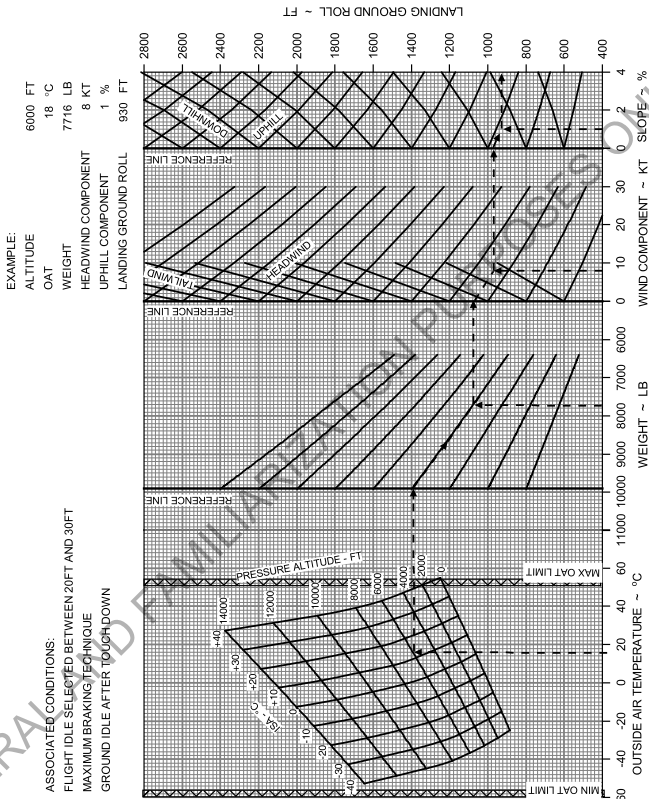 EXAMPLE:
ALTITUDE 6000 FT
OAT 18 °C
WEIGHT 7716 LB
HEADWIND COMPONENT 8 KT
UPHILL COMPONENT 1 %
LANDING GROUND ROLL 930 FT
ASSOCIATED CONDITIONS:
FLIGHT IDLE SELECTED BETWEEN 20FT AND 30FT
MAXIMUM BRAKING TECHNIQUE
GROUND IDLE AFTER TOUCH DOWN
PRESSURE ALTITUDE - FT
14000
12000
10000
8000
6000
4000
2000
0
ISA ~ °C
+40
+30
+20
+10
0
-10
-20
-30
-40
MIN OAT LIMIT
MAX OAT LIMIT
REFERENCE LINE
REFERENCE LINE
REFERENCE LINE
TAILWIND
HEADWIND
DOWNHILL
UPHILL
-40 -20 0 20 40 60
OUTSIDE AIR TEMPERATURE ~ °C
11000 10000 9000 8000 7000 6000
WEIGHT ~ LB
0 10 20 30
WIND COMPONENT ~ KT
0 2 4
SLOPE ~ %
2800
2600
2400
2200
2000
1800
1600
1400
1200
1000
800
600
400
LANDING GROUND ROLL ~ FT
AND FAMILIARIZATION PURPOSES